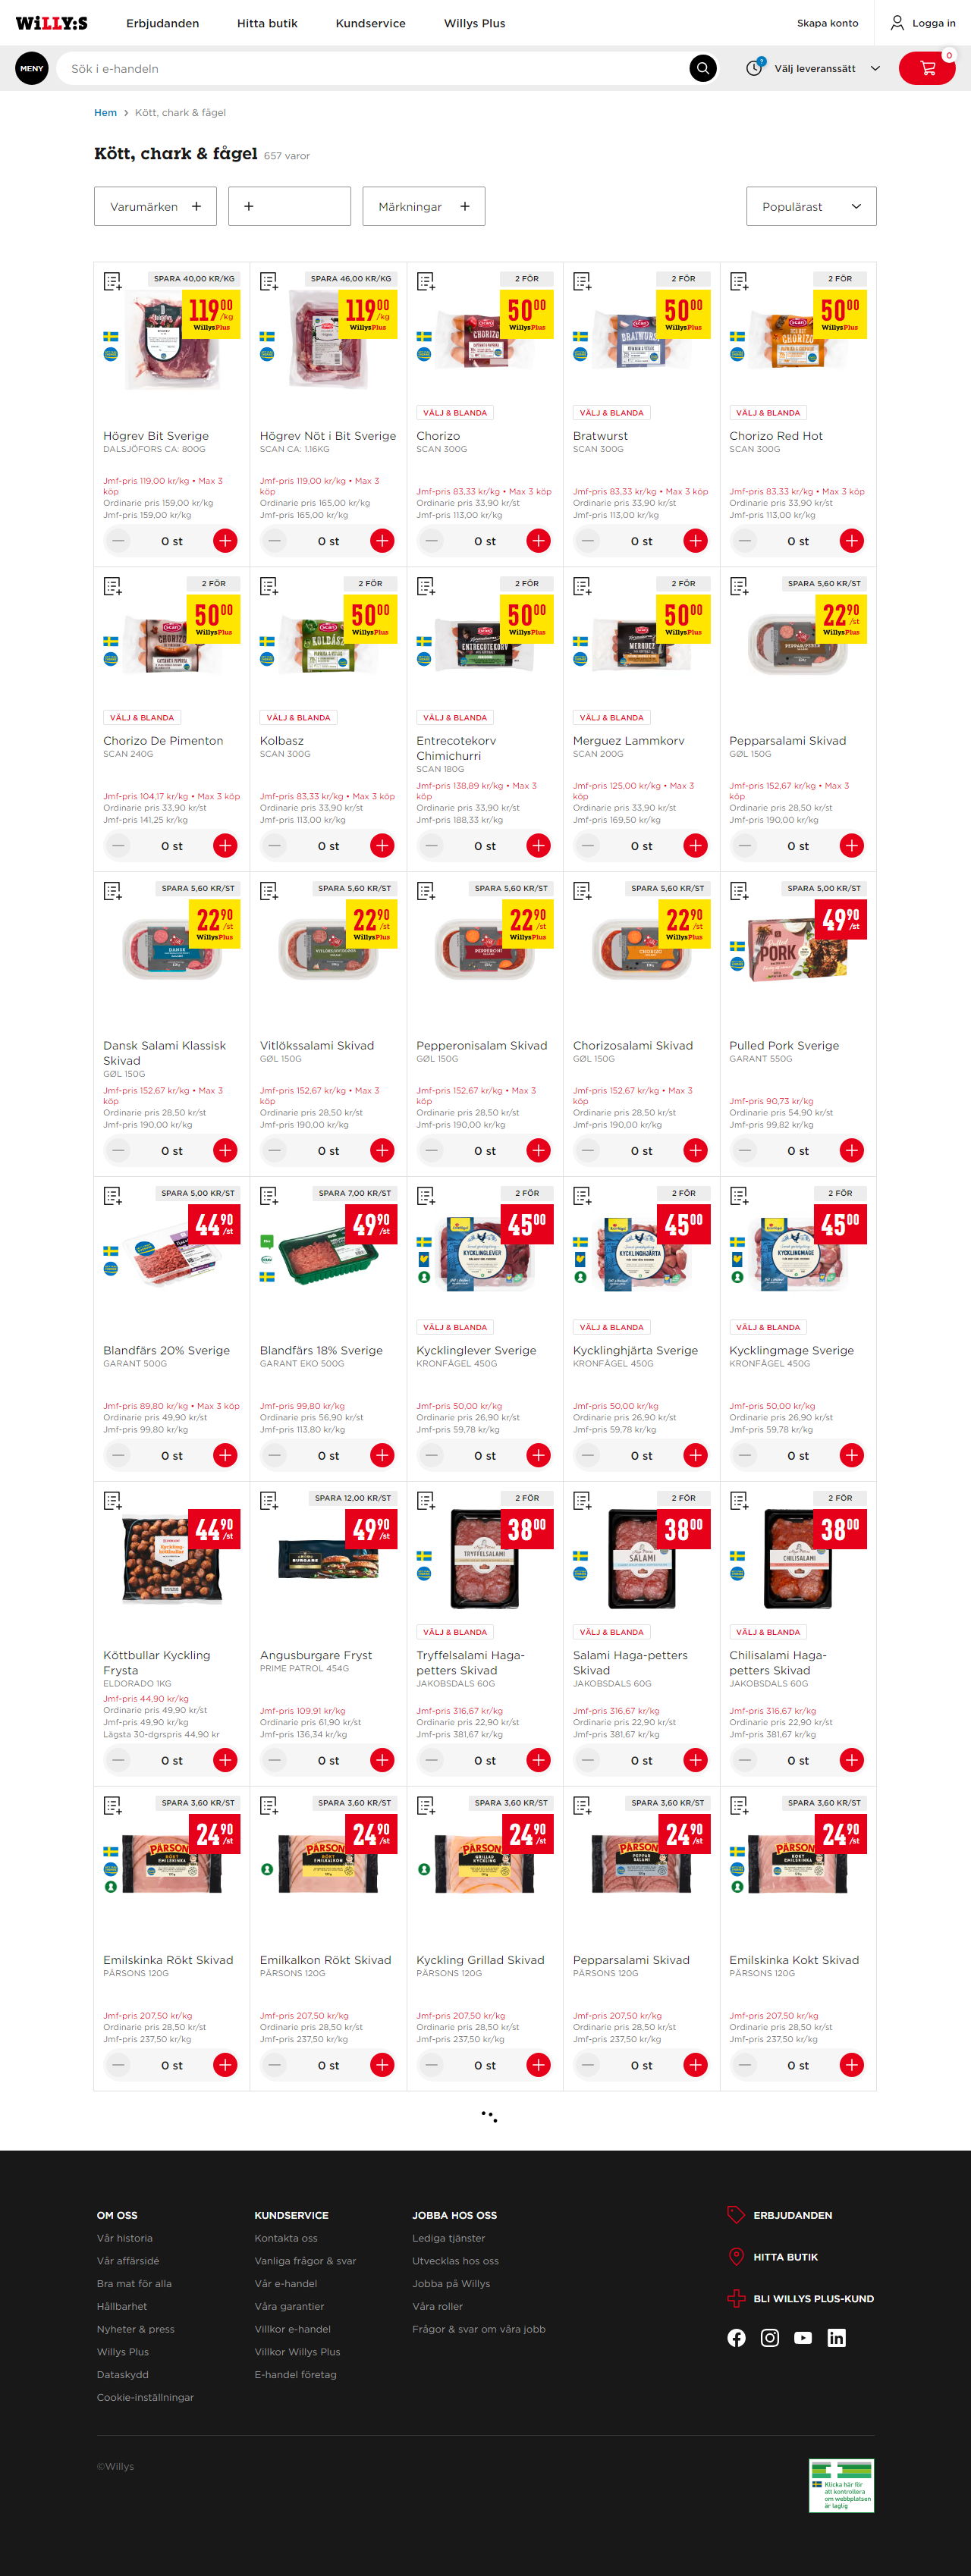 WiLLY:S
Erbjudanden
Hitta butik
Kundservice
Willys Plus
Skapa konto
Logga in
MENY
Sök i e-handeln
Välj leveranssätt
0
Hem
Kött, chark & fågel
Kött, chark & fågel 657 varor
Varumärken
Märkningar
Populärast
SPARA 40,00 KR/KG
119 00 /kg
WillysPlus
Högrev Bit Sverige
DALSJÖFORS CA: 800G
Jmf-pris 119,00 kr/kg • Max 3
köp
Ordinarie pris 159,00 kr/kg
Jmf-pris 159,00 kr/kg
0 st
SPARA 46,00 KR/KG
119 00 /kg
WillysPlus
Högrev Nöt i Bit Sverige
SCAN CA: 1.16KG
Jmf-pris 119,00 kr/kg • Max 3
köp
Ordinarie pris 165,00 kr/kg
Jmf-pris 165,00 kr/kg
0 st
2 FÖR
50 00
WillysPlus
VÄLJ & BLANDA
Chorizo
SCAN 300G
Jmf-pris 83,33 kr/kg • Max 3 köp
Ordinarie pris 33,90 kr/st
Jmf-pris 113,00 kr/kg
0 st
2 FÖR
50 00
WillysPlus
VÄLJ & BLANDA
Bratwurst
SCAN 300G
Jmf-pris 83,33 kr/kg • Max 3 köp
Ordinarie pris 33,90 kr/st
Jmf-pris 113,00 kr/kg
0 st
2 FÖR
50 00
WillysPlus
VÄLJ & BLANDA
Chorizo Red Hot
SCAN 300G
Jmf-pris 83,33 kr/kg • Max 3 köp
Ordinarie pris 33,90 kr/st
Jmf-pris 113,00 kr/kg
0 st
2 FÖR
50 00
WillysPlus
VÄLJ & BLANDA
Chorizo De Pimenton
SCAN 240G
Jmf-pris 104,17 kr/kg • Max 3 köp
Ordinarie pris 33,90 kr/st
Jmf-pris 141,25 kr/kg
0 st
2 FÖR
50 00
WillysPlus
VÄLJ & BLANDA
Kolbasz
SCAN 300G
Jmf-pris 83,33 kr/kg • Max 3 köp
Ordinarie pris 33,90 kr/st
Jmf-pris 113,00 kr/kg
0 st
2 FÖR
50 00
WillysPlus
VÄLJ & BLANDA
Entrecotekorv
Chimichurri
SCAN 180G
Jmf-pris 138,89 kr/kg • Max 3
köp
Ordinarie pris 33,90 kr/st
Jmf-pris 188,33 kr/kg
0 st
2 FÖR
50 00
WillysPlus
VÄLJ & BLANDA
Merguez Lammkorv
SCAN 200G
Jmf-pris 125,00 kr/kg • Max 3
köp
Ordinarie pris 33,90 kr/st
Jmf-pris 169,50 kr/kg
0 st
SPARA 5,60 KR/ST
22 90 /st
WillysPlus
Pepparsalami Skivad
GØL 150G
Jmf-pris 152,67 kr/kg • Max 3
köp
Ordinarie pris 28,50 kr/st
Jmf-pris 190,00 kr/kg
0 st
SPARA 5,60 KR/ST
22 90 /st
WillysPlus
Dansk Salami Klassisk
Skivad
GØL 150G
Jmf-pris 152,67 kr/kg • Max 3
köp
Ordinarie pris 28,50 kr/st
Jmf-pris 190,00 kr/kg
0 st
SPARA 5,60 KR/ST
22 90 /st
WillysPlus
Vitlökssalami Skivad
GØL 150G
Jmf-pris 152,67 kr/kg • Max 3
köp
Ordinarie pris 28,50 kr/st
Jmf-pris 190,00 kr/kg
0 st
SPARA 5,60 KR/ST
22 90 /st
WillysPlus
Pepperonisalam Skivad
GØL 150G
Jmf-pris 152,67 kr/kg • Max 3
köp
Ordinarie pris 28,50 kr/st
Jmf-pris 190,00 kr/kg
0 st
SPARA 5,60 KR/ST
22 90 /st
WillysPlus
Chorizosalami Skivad
GØL 150G
Jmf-pris 152,67 kr/kg • Max 3
köp
Ordinarie pris 28,50 kr/st
Jmf-pris 190,00 kr/kg
0 st
SPARA 5,00 KR/ST
49 90 /st
PORK
Pulled Pork Sverige
GARANT 550G
Jmf-pris 90,73 kr/kg
Ordinarie pris 54,90 kr/st
Jmf-pris 99,82 kr/kg
0 st
SPARA 5,00 KR/ST
44 90 /st
Blandfärs 20% Sverige
GARANT 500G
Jmf-pris 89,80 kr/kg • Max 3 köp
Ordinarie pris 49,90 kr/st
Jmf-pris 99,80 kr/kg
0 st
SPARA 7,00 KR/ST
49 90 /st
Blandfärs 18% Sverige
GARANT EKO 500G
Jmf-pris 99,80 kr/kg
Ordinarie pris 56,90 kr/st
Jmf-pris 113,80 kr/kg
0 st
2 FÖR
45 00
KYCKLINGLEVER
VÄLJ & BLANDA
Kycklinglever Sverige
KRONFÅGEL 450G
Jmf-pris 50,00 kr/kg
Ordinarie pris 26,90 kr/st
Jmf-pris 59,78 kr/kg
0 st
2 FÖR
45 00
KYCKLINGHJÄRTA
VÄLJ & BLANDA
Kycklinghjärta Sverige
KRONFÅGEL 450G
Jmf-pris 50,00 kr/kg
Ordinarie pris 26,90 kr/st
Jmf-pris 59,78 kr/kg
0 st
2 FÖR
45 00
KYCKLINGMAGE
VÄLJ & BLANDA
Kycklingmage Sverige
KRONFÅGEL 450G
Jmf-pris 50,00 kr/kg
Ordinarie pris 26,90 kr/st
Jmf-pris 59,78 kr/kg
0 st
44 90 /st
Köttbullar Kyckling
Frysta
ELDORADO 1KG
Jmf-pris 44,90 kr/kg
Ordinarie pris 49,90 kr/st
Jmf-pris 49,90 kr/kg
Lägsta 30-dgrspris 44,90 kr
0 st
SPARA 12,00 KR/ST
49 90 /st
Angusburgare Fryst
PRIME PATROL 454G
Jmf-pris 109,91 kr/kg
Ordinarie pris 61,90 kr/st
Jmf-pris 136,34 kr/kg
0 st
2 FÖR
38 00
TRYFFELSALAMI
VÄLJ & BLANDA
Tryffelsalami Haga-
petters Skivad
JAKOBSDALS 60G
Jmf-pris 316,67 kr/kg
Ordinarie pris 22,90 kr/st
Jmf-pris 381,67 kr/kg
0 st
2 FÖR
38 00
SALAMI
VÄLJ & BLANDA
Salami Haga-petters
Skivad
JAKOBSDALS 60G
Jmf-pris 316,67 kr/kg
Ordinarie pris 22,90 kr/st
Jmf-pris 381,67 kr/kg
0 st
2 FÖR
38 00
CHILISALAMI
VÄLJ & BLANDA
Chilisalami Haga-
petters Skivad
JAKOBSDALS 60G
Jmf-pris 316,67 kr/kg
Ordinarie pris 22,90 kr/st
Jmf-pris 381,67 kr/kg
0 st
SPARA 3,60 KR/ST
24 90 /st
Emilskinka Rökt Skivad
PÄRSONS 120G
Jmf-pris 207,50 kr/kg
Ordinarie pris 28,50 kr/st
Jmf-pris 237,50 kr/kg
0 st
SPARA 3,60 KR/ST
24 90 /st
Emilkalkon Rökt Skivad
PÄRSONS 120G
Jmf-pris 207,50 kr/kg
Ordinarie pris 28,50 kr/st
Jmf-pris 237,50 kr/kg
0 st
SPARA 3,60 KR/ST
24 90 /st
Kyckling Grillad Skivad
PÄRSONS 120G
Jmf-pris 207,50 kr/kg
Ordinarie pris 28,50 kr/st
Jmf-pris 237,50 kr/kg
0 st
SPARA 3,60 KR/ST
24 90 /st
Pepparsalami Skivad
PÄRSONS 120G
Jmf-pris 207,50 kr/kg
Ordinarie pris 28,50 kr/st
Jmf-pris 237,50 kr/kg
0 st
SPARA 3,60 KR/ST
24 90 /st
Emilskinka Kokt Skivad
PÄRSONS 120G
Jmf-pris 207,50 kr/kg
Ordinarie pris 28,50 kr/st
Jmf-pris 237,50 kr/kg
0 st
OM OSS
Vår historia
Vår affärsidé
Bra mat för alla
Hållbarhet
Nyheter & press
Willys Plus
Dataskydd
Cookie-inställningar
KUNDSERVICE
Kontakta oss
Vanliga frågor & svar
Vår e-handel
Våra garantier
Villkor e-handel
Villkor Willys Plus
E-handel företag
JOBBA HOS OSS
Lediga tjänster
Utvecklas hos oss
Jobba på Willys
Våra roller
Frågor & svar om våra jobb
ERBJUDANDEN
HITTA BUTIK
BLI WILLYS PLUS-KUND
©Willys
Klicka här för
att kontrollera
om webbplatsen
är laglig